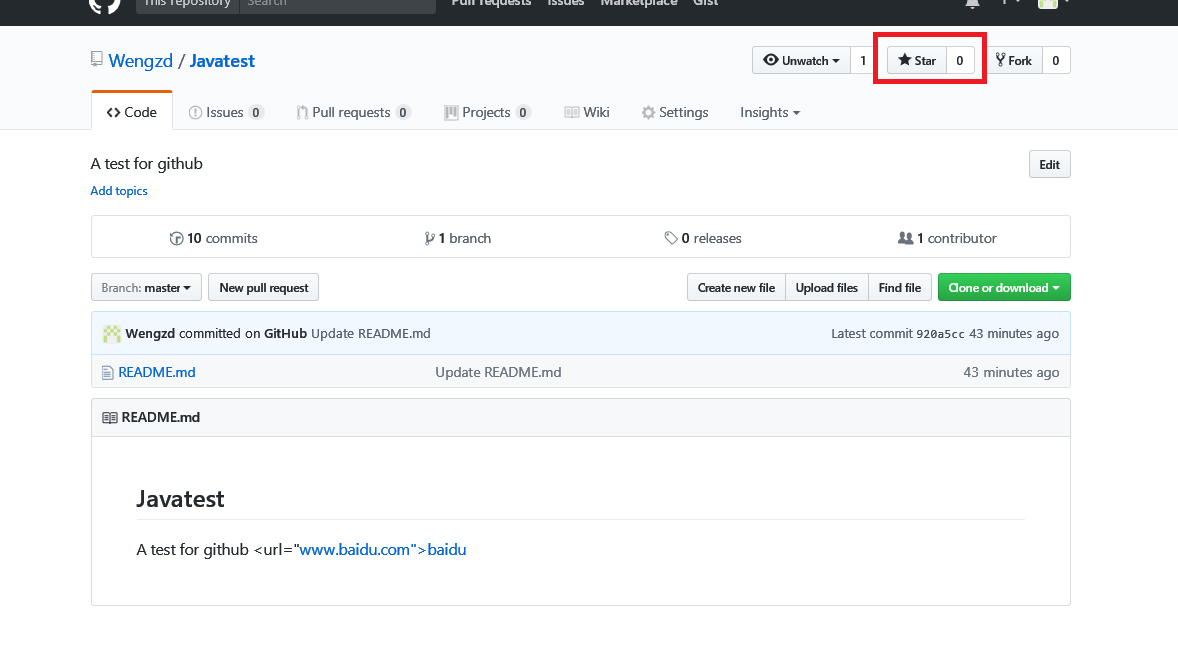 This repository Search Pull requests Issues Marketplace Gist
Wengzd / Javatest Unwatch 1 Star 0 Fork 0
Code Issues 0 Pull requests 0 Projects 0 Wiki Settings Insights
A test for github Edit
Add topics
10 commits 1 branch 0 releases 1 contributor
Branch: master New pull request Create new file Upload files Find file Clone or download
Wengzd committed on GitHub Update README.md Latest commit 920a5cc 43 minutes ago
README.md Update README.md 43 minutes ago
README.md
Javatest
A test for github <url="www.baidu.com">baidu